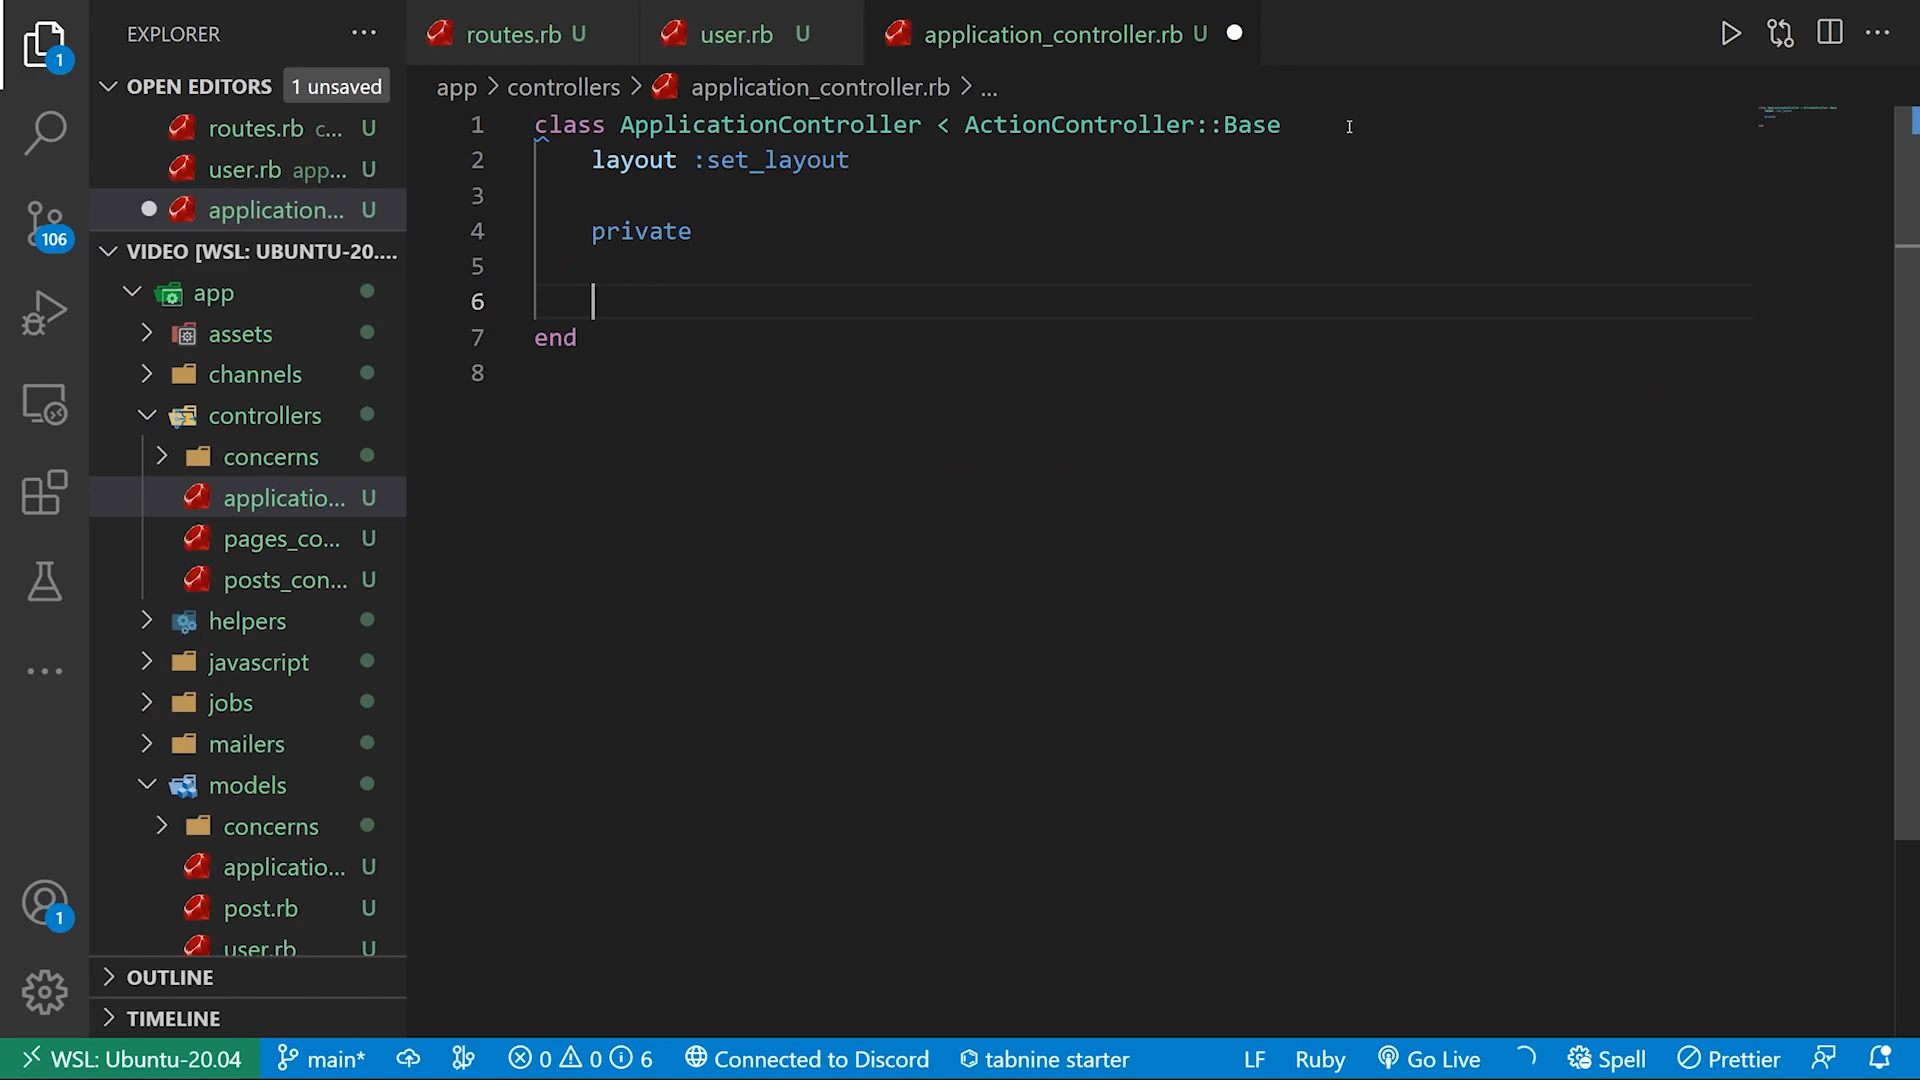 EXPLORER
routes.rb U
user.rb U
application_controller.rb U
OPEN EDITORS 1 unsaved
routes.rb c... U
user.rb app... U
application... U
VIDEO [WSL: UBUNTU-20....
app
assets
channels
controllers
concerns
applicatio... U
pages_co... U
posts_con... U
helpers
javascript
jobs
mailers
models
concerns
applicatio... U
post.rb U
user.rb U
OUTLINE
TIMELINE
1
106
1
app > controllers > application_controller.rb > ...
1 class ApplicationController < ActionController::Base
2 layout :set_layout
3
4 private
5
6
7 end
8
WSL: Ubuntu-20.04 main* 0 0 6 Connected to Discord tabnine starter LF Ruby Go Live Spell Prettier